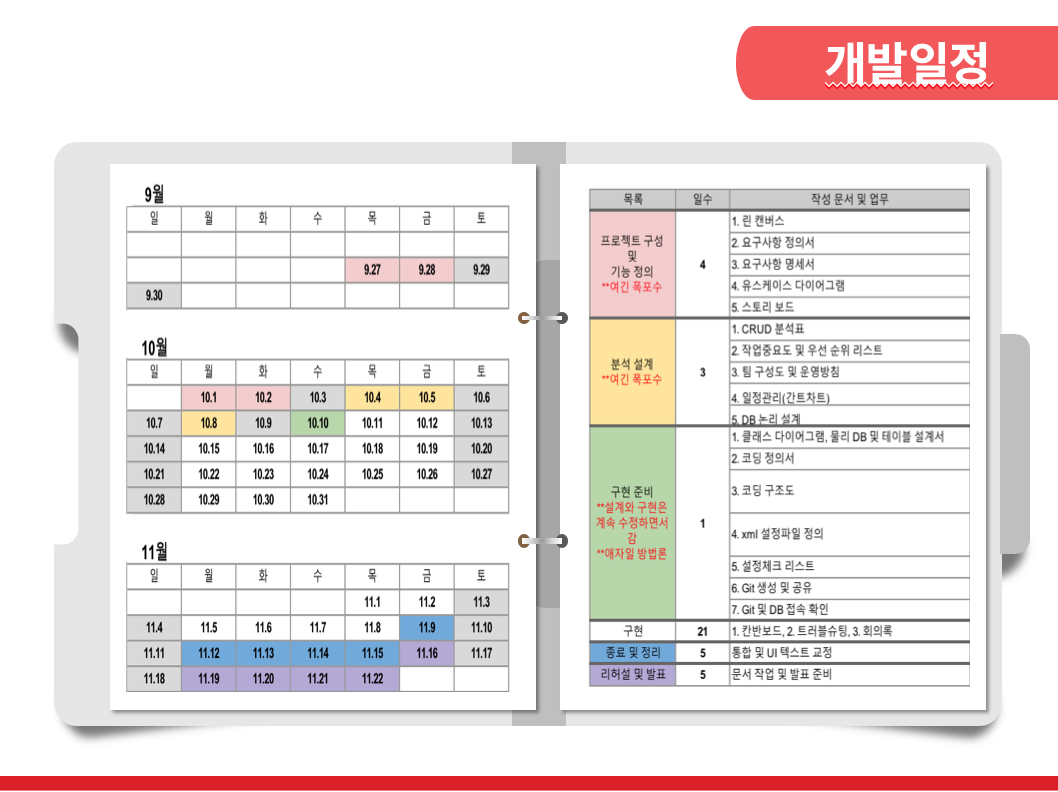 개발일정
9월
일 월 화 수 목 금 토
9.27 9.28 9.29
9.30
10월
일 월 화 수 목 금 토
10.1 10.2 10.3 10.4 10.5 10.6
10.7 10.8 10.9 10.10 10.11 10.12 10.13
10.14 10.15 10.16 10.17 10.18 10.19 10.20
10.21 10.22 10.23 10.24 10.25 10.26 10.27
10.28 10.29 10.30 10.31
11월
일 월 화 수 목 금 토
11.1 11.2 11.3
11.4 11.5 11.6 11.7 11.8 11.9 11.10
11.11 11.12 11.13 11.14 11.15 11.16 11.17
11.18 11.19 11.20 11.21 11.22
목록 일수 작성 문서 및 업무
프로젝트 구성
및
기능 정의
**여긴 폭포수
4
1. 린 캔버스
2. 요구사항 정의서
3. 요구사항 명세서
4. 유스케이스 다이어그램
5. 스토리 보드
분석 설계
**여긴 폭포수
3
1. CRUD 분석표
2. 작업중요도 및 우선 순위 리스트
3. 팀 구성도 및 운영방침
4. 일정관리(간트차트)
5. DB 논리 설계
구현 준비
**설계와 구현은
계속 수정하면서
감
**애자일 방법론
1
1. 클래스 다이어그램, 물리 DB 및 테이블 설계서
2. 코딩 정의서
3. 코딩 구조도
4. xml 설정파일 정의
5. 설정체크 리스트
6. Git 생성 및 공유
7. Git 및 DB 접속 확인
구현 21 1. 칸반보드, 2. 트러블슈팅, 3. 회의록
종료 및 정리 5 통합 및 UI 텍스트 교정
리허설 및 발표 5 문서 작업 및 발표 준비